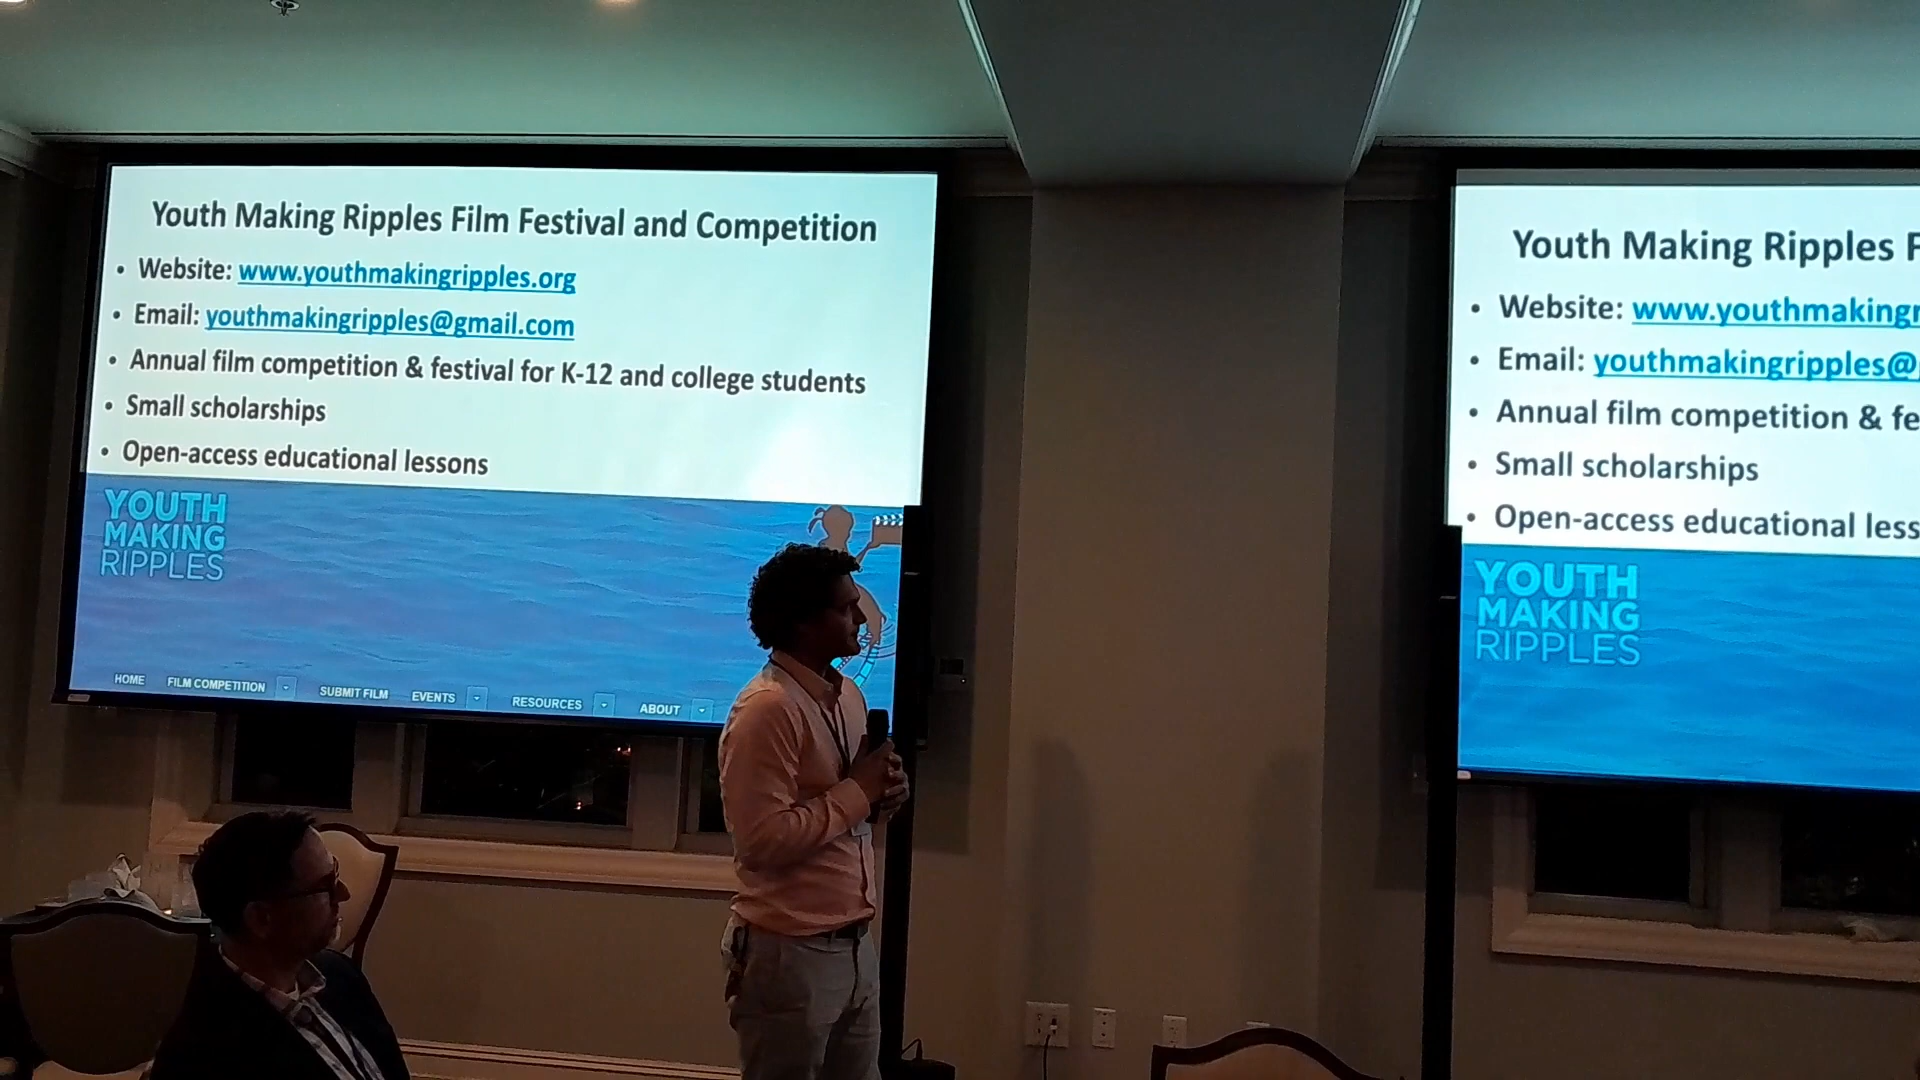 Youth Making Ripples Film Festival and Competition
• Website: www.youthmakingripples.org
• Email: youthmakingripples@gmail.com
• Annual film competition & festival for K-12 and college students
• Small scholarships
• Open-access educational lessons
YOUTH
MAKING
RIPPLES
HOME FILM COMPETITION SUBMIT FILM EVENTS RESOURCES ABOUT
Youth Making Ripples F
• Website: www.youthmakingr
• Email: youthmakingripples@
• Annual film competition & fe
• Small scholarships
• Open-access educational less
YOUTH
MAKING
RIPPLES